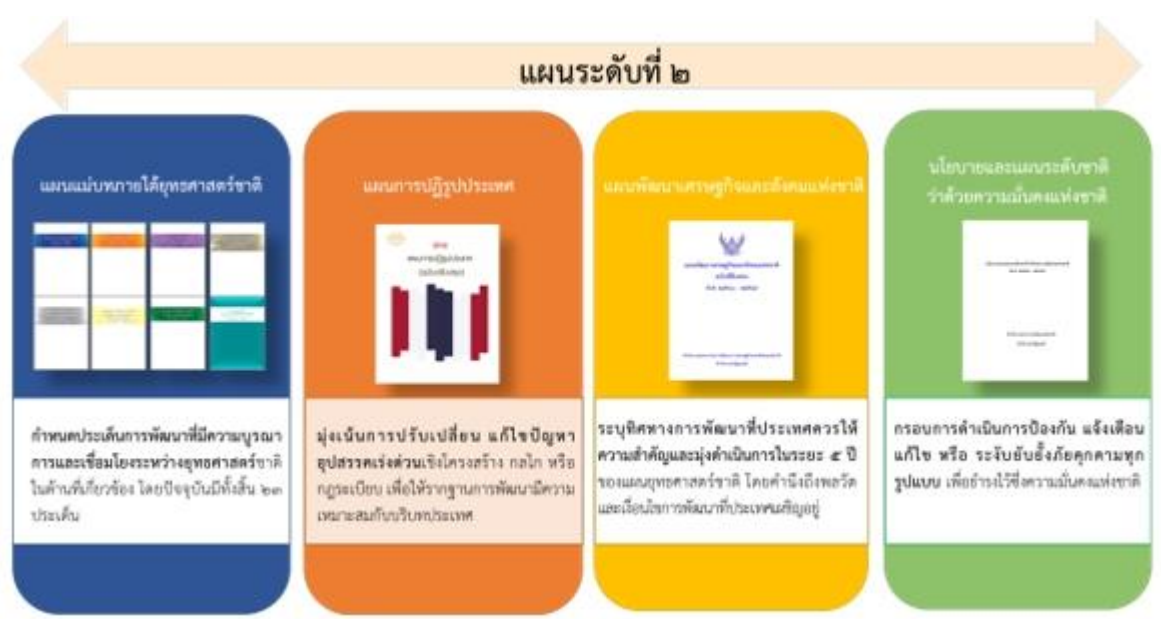 แผนระดับที่ ๒
แผนแม่บทภายใต้ยุทธศาสตร์ชาติ
กำหนดประเด็นการพัฒนาที่มีความบูรณา
การและเชื่อมโยงระหว่างยุทธศาสตร์ชาติ
ในด้านที่เกี่ยวข้อง โดยปัจจุบันมีทั้งสิ้น ๒๓
ประเด็น
แผนการปฏิรูปประเทศ
มุ่งเน้นการปรับเปลี่ยน แก้ไขปัญหา
อุปสรรคเร่งด่วนเชิงโครงสร้าง กลไก หรือ
กฎระเบียบ เพื่อให้รากฐานการพัฒนามีความ
เหมาะสมกับบริบทประเทศ
แผนพัฒนาเศรษฐกิจและสังคมแห่งชาติ
ระบุทิศทางการพัฒนาที่ประเทศควรให้
ความสำคัญและมุ่งดำเนินการในระยะ ๕ ปี
ของแผนยุทธศาสตร์ชาติ โดยคำนึงถึงพลวัต
และเงื่อนไขการพัฒนาที่ประเทศเผชิญอยู่
นโยบายและแผนระดับชาติ
ว่าด้วยความมั่นคงแห่งชาติ
กรอบการดำเนินการป้องกัน แจ้งเตือน
แก้ไข หรือ ระงับยับยั้งภัยคุกคามทุก
รูปแบบ เพื่อธำรงไว้ซึ่งความมั่นคงแห่งชาติ